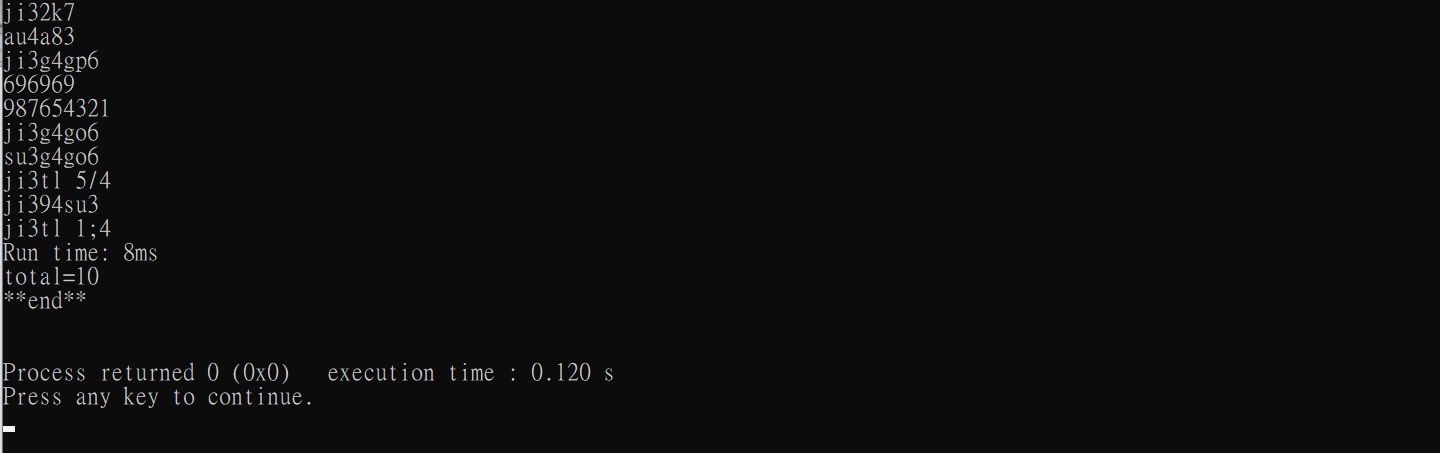 ji32k7
au4a83
ji3g4gp6
696969
987654321
ji3g4go6
su3g4go6
ji3tl 5/4
ji394su3
ji3tl 1;4
Run time: 8ms
total=10
**end**
Process returned 0 (0x0)   execution time : 0.120 s
Press any key to continue.